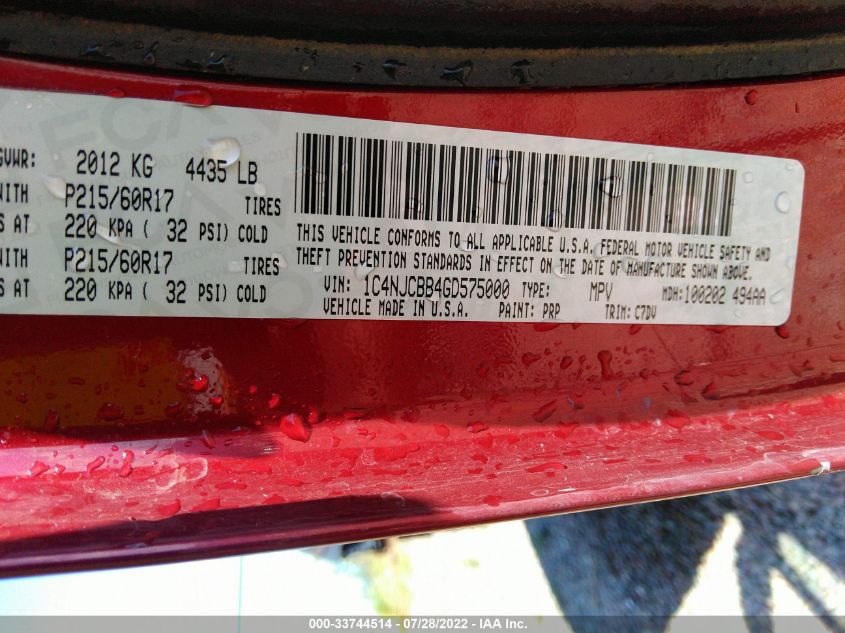 GVWR: 2012 KG 4435 LB
WITH P215/60R17 TIRES
AT 220 KPA ( 32 PSI) COLD
WITH P215/60R17 TIRES
AT 220 KPA ( 32 PSI) COLD
THIS VEHICLE CONFORMS TO ALL APPLICABLE U.S.A. FEDERAL MOTOR VEHICLE SAFETY AND
THEFT PREVENTION STANDARDS IN EFFECT ON THE DATE OF MANUFACTURE SHOWN ABOVE.
VIN: 1C4NJCBB4GD575000 TYPE: MPV MDH: 100202 494AA
VEHICLE MADE IN U.S.A. PAINT: PRP TRIM: C7DV
000-33744514 - 07/28/2022 - IAA Inc.